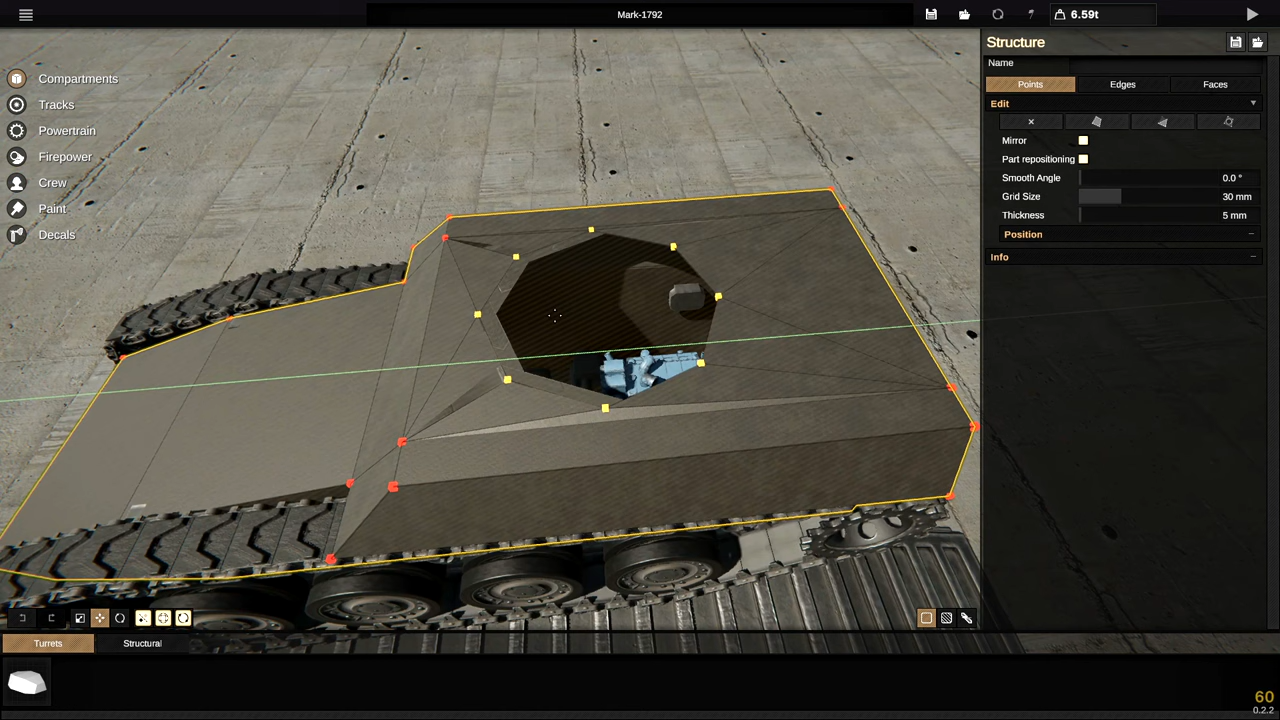 Mark-1792
6.59t
Compartments
Tracks
Powertrain
Firepower
Crew
Paint
Decals
Structure
Name
Points Edges Faces
Edit
Mirror
Part repositioning
Smooth Angle 0.0 °
Grid Size 30 mm
Thickness 5 mm
Position
Info
Turrets Structural
60
0.2.2